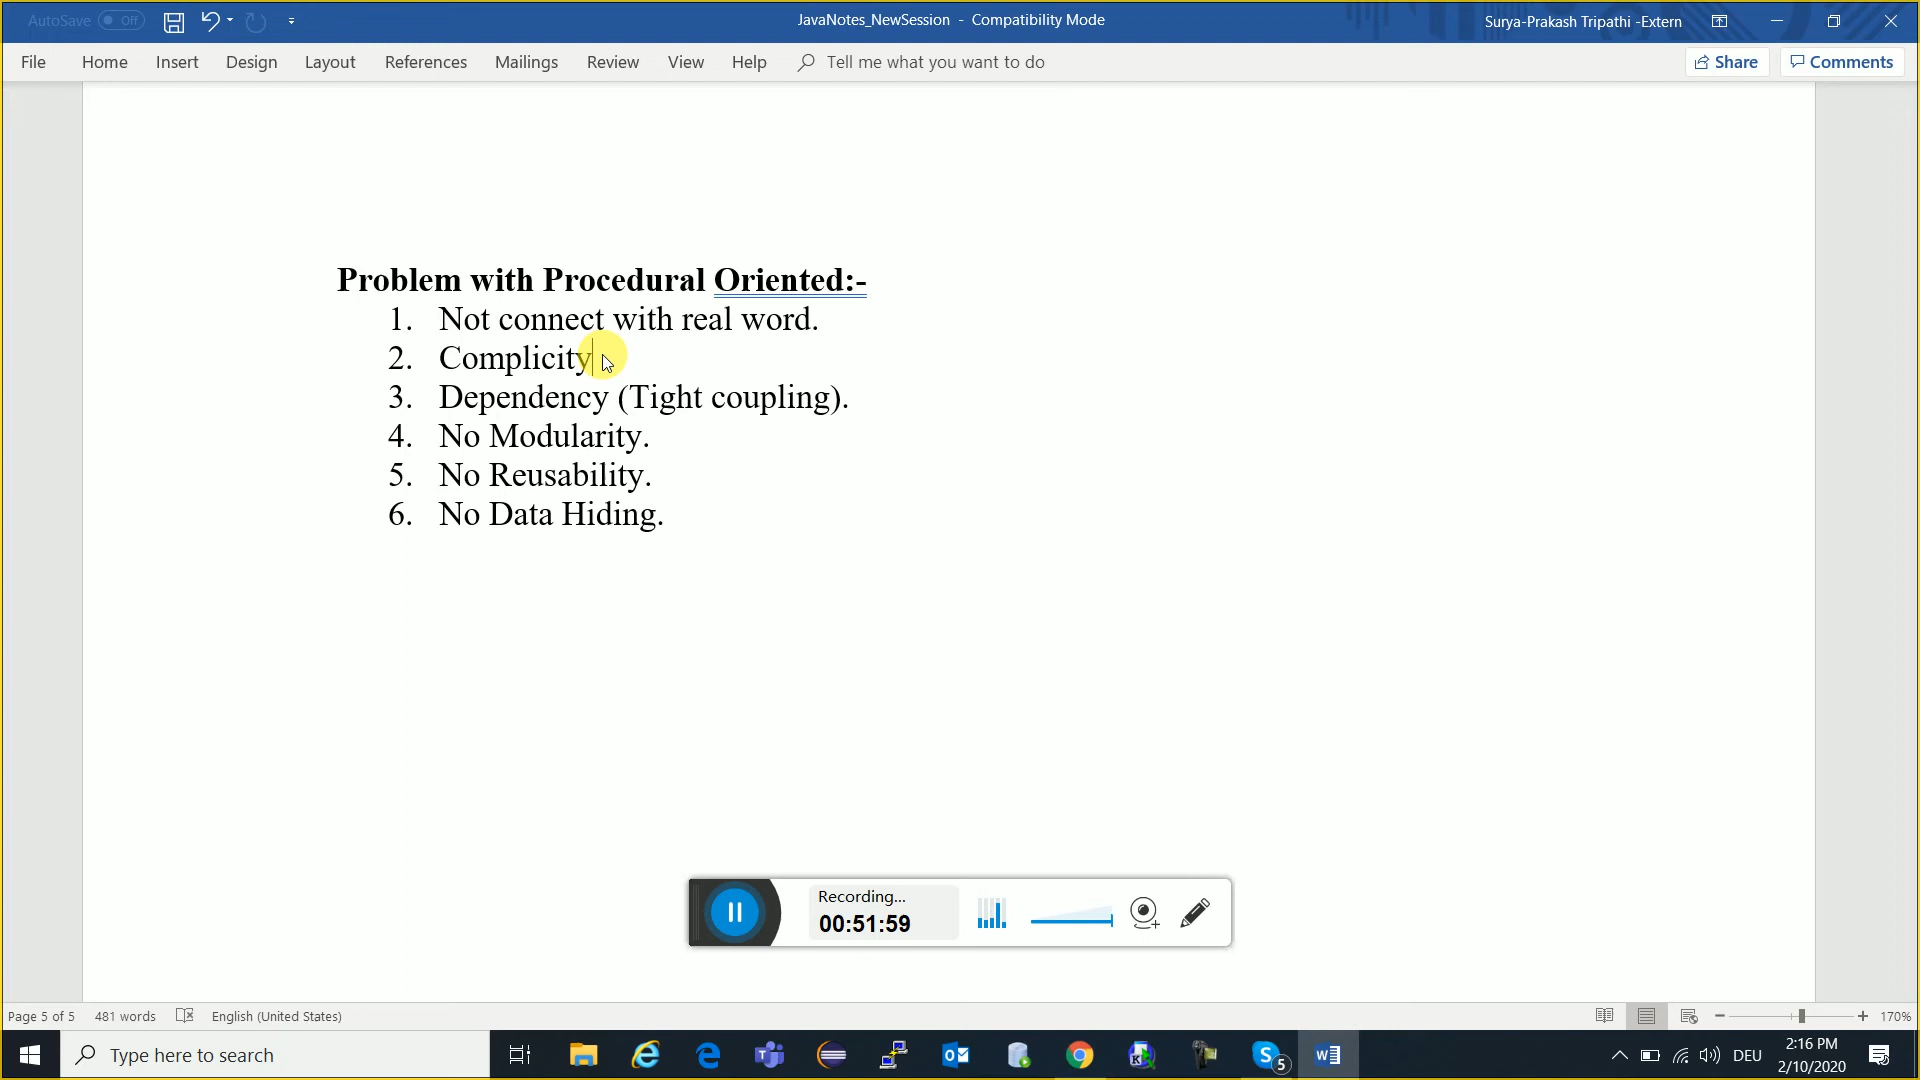 AutoSave Off
JavaNotes_NewSession - Compatibility Mode
Surya-Prakash Tripathi -Extern
File Home Insert Design Layout References Mailings Review View Help Tell me what you want to do
Share Comments
Problem with Procedural Oriented:-
1. Not connect with real word.
2. Complicity
3. Dependency (Tight coupling).
4. No Modularity.
5. No Reusability.
6. No Data Hiding.
Recording...
00:51:59
Page 5 of 5 481 words English (United States)
170%
Type here to search
5
DEU
2:16 PM
2/10/2020